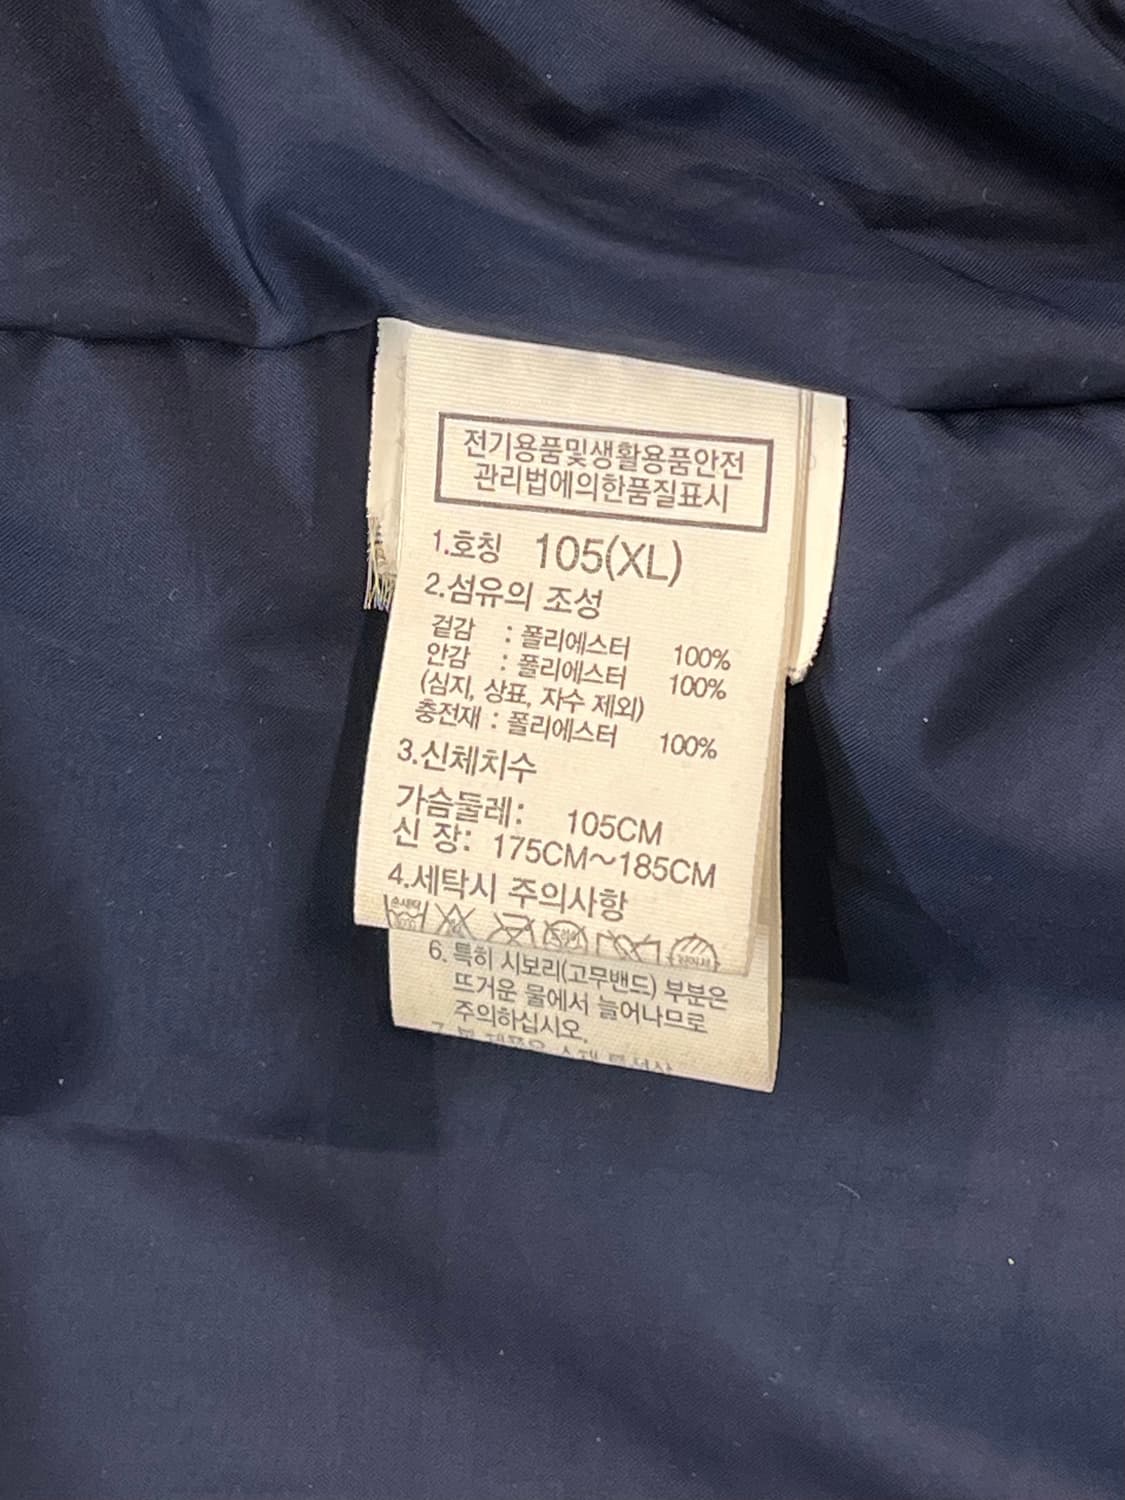 전기용품및생활용품안전
관리법에의한품질표시
1.호칭 105(XL)
2.섬유의 조성
겉감 : 폴리에스터 100%
안감 : 폴리에스터 100%
(심지, 상표, 자수 제외)
충전재 : 폴리에스터 100%
3.신체치수
가슴둘레: 105CM
신 장: 175CM~185CM
4.세탁시 주의사항
손세탁
6. 특히 시보리(고무밴드) 부분은
뜨거운 물에서 늘어나므로
주의하십시오.